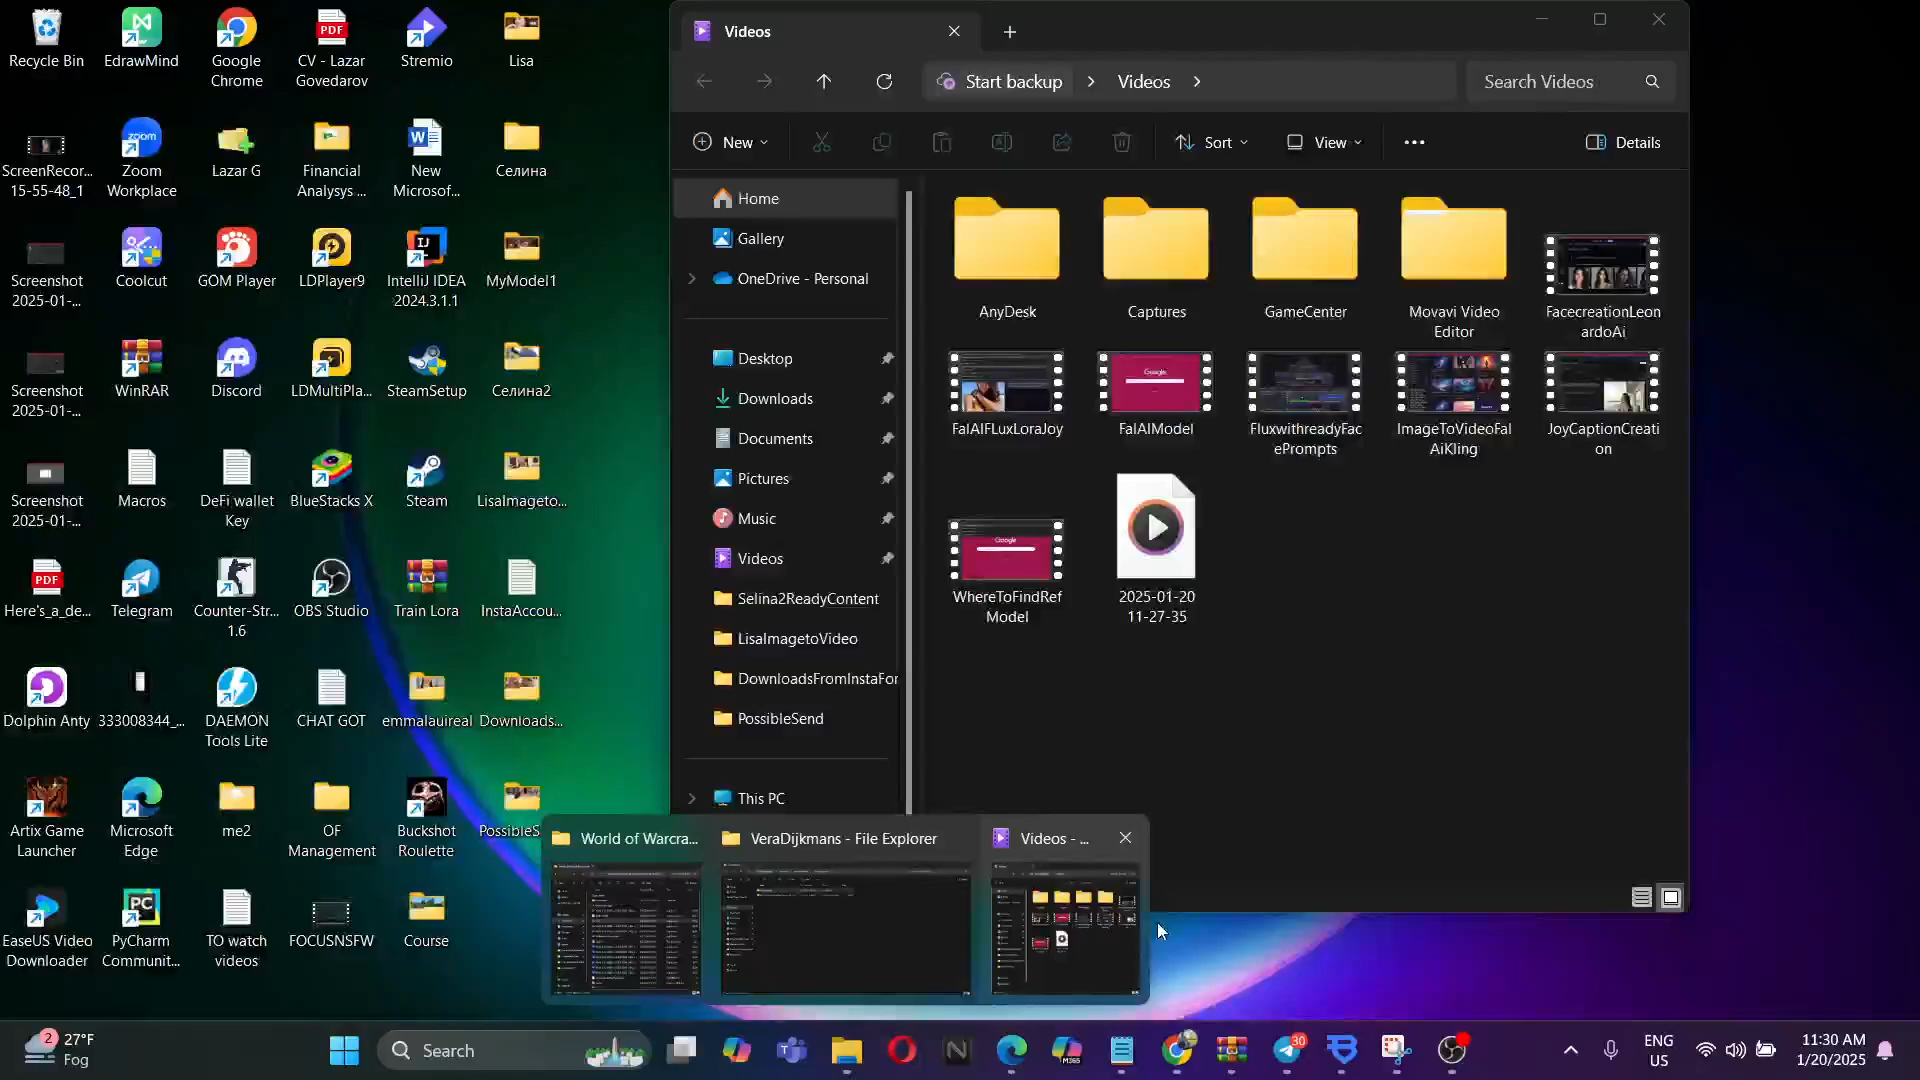 Recycle Bin
EdrawMind
Google
Chrome
CV - Lazar
Govedarov
Stremio
Lisa
ScreenRecor...
15-55-48_1
Zoom
Workplace
Lazar G
Financial
Analysys ...
New
Microsof...
Селина
Screenshot
2025-01-...
Coolcut
GOM Player
LDPlayer9
IntelliJ IDEA
2024.3.1.1
MyModel1
Screenshot
2025-01-...
WinRAR
Discord
LDMultiPla...
SteamSetup
Селина2
Screenshot
2025-01-...
Macros
DeFi wallet
Key
BlueStacks X
Steam
LisaImageto...
Here's_a_de...
Telegram
Counter-Str...
1.6
OBS Studio
Train Lora
InstaAccou...
Dolphin Anty
333008344_...
DAEMON
Tools Lite
CHAT GOT
emmalauireal
Downloads...
Artix Game
Launcher
Microsoft
Edge
me2
OF
Management
Buckshot
Roulette
PossibleS
EaseUS Video
Downloader
PyCharm
Communit...
TO watch
videos
FOCUSNSFW
Course
Videos
Start backup
Videos
Search Videos
New
Sort
View
Details
Home
Gallery
OneDrive - Personal
Desktop
Downloads
Documents
Pictures
Music
Videos
Selina2ReadyContent
LisaImagetoVideo
DownloadsFromInstaFor
PossibleSend
This PC
AnyDesk
Captures
GameCenter
Movavi Video
Editor
FacecreationLeon
ardoAi
FalAIFLuxLoraJoy
FalAIModel
FluxwithreadyFac
ePrompts
ImageToVideoFal
AiKling
JoyCaptionCreati
on
WhereToFindRef
Model
2025-01-20
11-27-35
World of Warcra...
VeraDijkmans - File Explorer
Videos - ...
2
27°F
Fog
Search
30
ENG
US
11:30 AM
1/20/2025